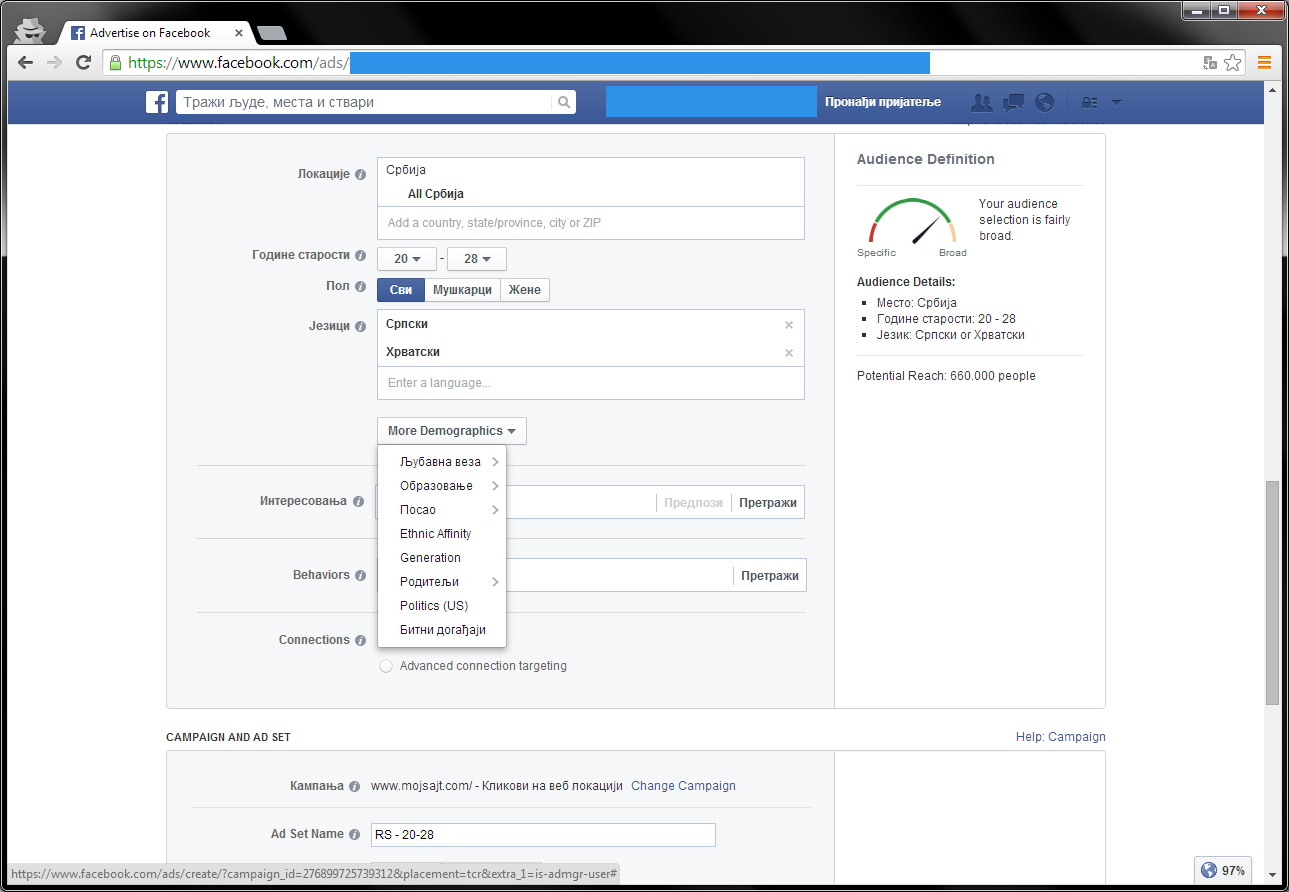 Advertise on Facebook
https://www.facebook.com/ads/
Тражи људе, места и ствари
Пронађи пријатеље
Локације
Србија
All Србија
Add a country, state/province, city or ZIP
Године старости
20 - 28
Пол
Сви Мушкарци Жене
Језици
Српски
Хрватски
Enter a language...
More Demographics
Љубавна веза
Образовање
Посао
Ethnic Affinity
Generation
Родитељи
Politics (US)
Битни догађаји
Интересовања
Предлози Претражи
Behaviors
Претражи
Connections
Advanced connection targeting
Audience Definition
Specific
Broad
Your audience
selection is fairly
broad.
Audience Details:
Место: Србија
Године старости: 20 - 28
Језик: Српски or Хрватски
Potential Reach: 660.000 people
CAMPAIGN AND AD SET
Help: Campaign
Кампања
www.mojsajt.com/ - Кликови на веб локацији Change Campaign
Ad Set Name
RS - 20-28
https://www.facebook.com/ads/create/?campaign_id=276899725739312&placement=tcr&extra_1=is-admgr-user#
97%